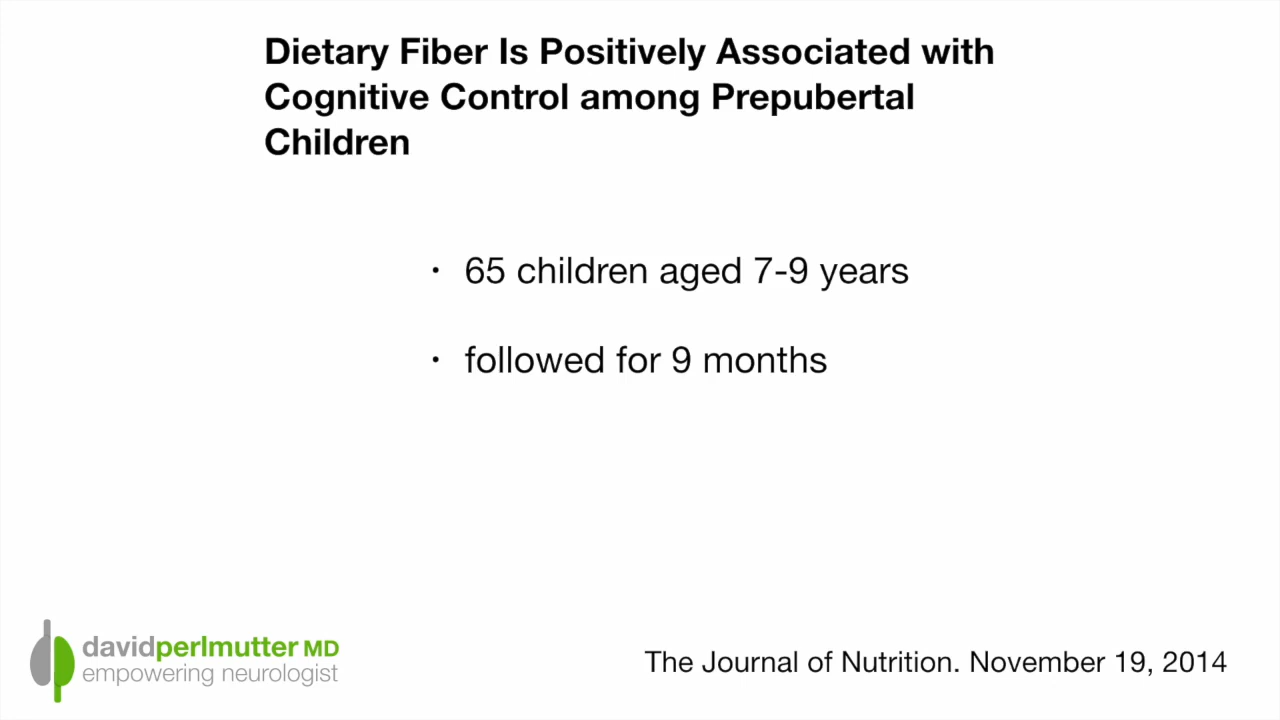 Dietary Fiber Is Positively Associated with
Cognitive Control among Prepubertal
Children
· 65 children aged 7-9 years
· followed for 9 months
davidperlmutter MD
empowering neurologist
The Journal of Nutrition. November 19, 2014